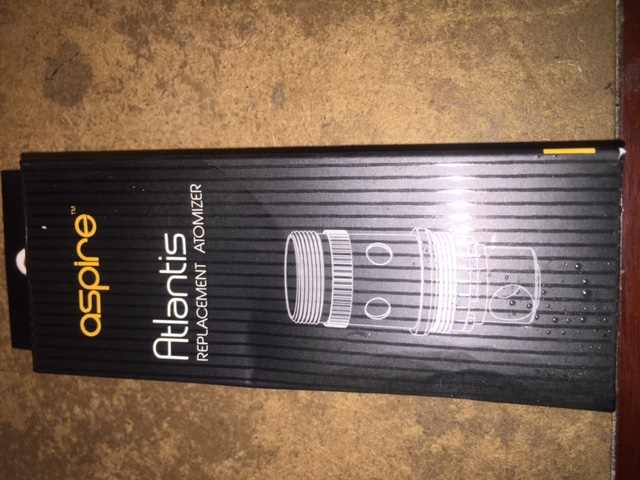 aspire™
Atlantis
REPLACEMENT ATOMIZER